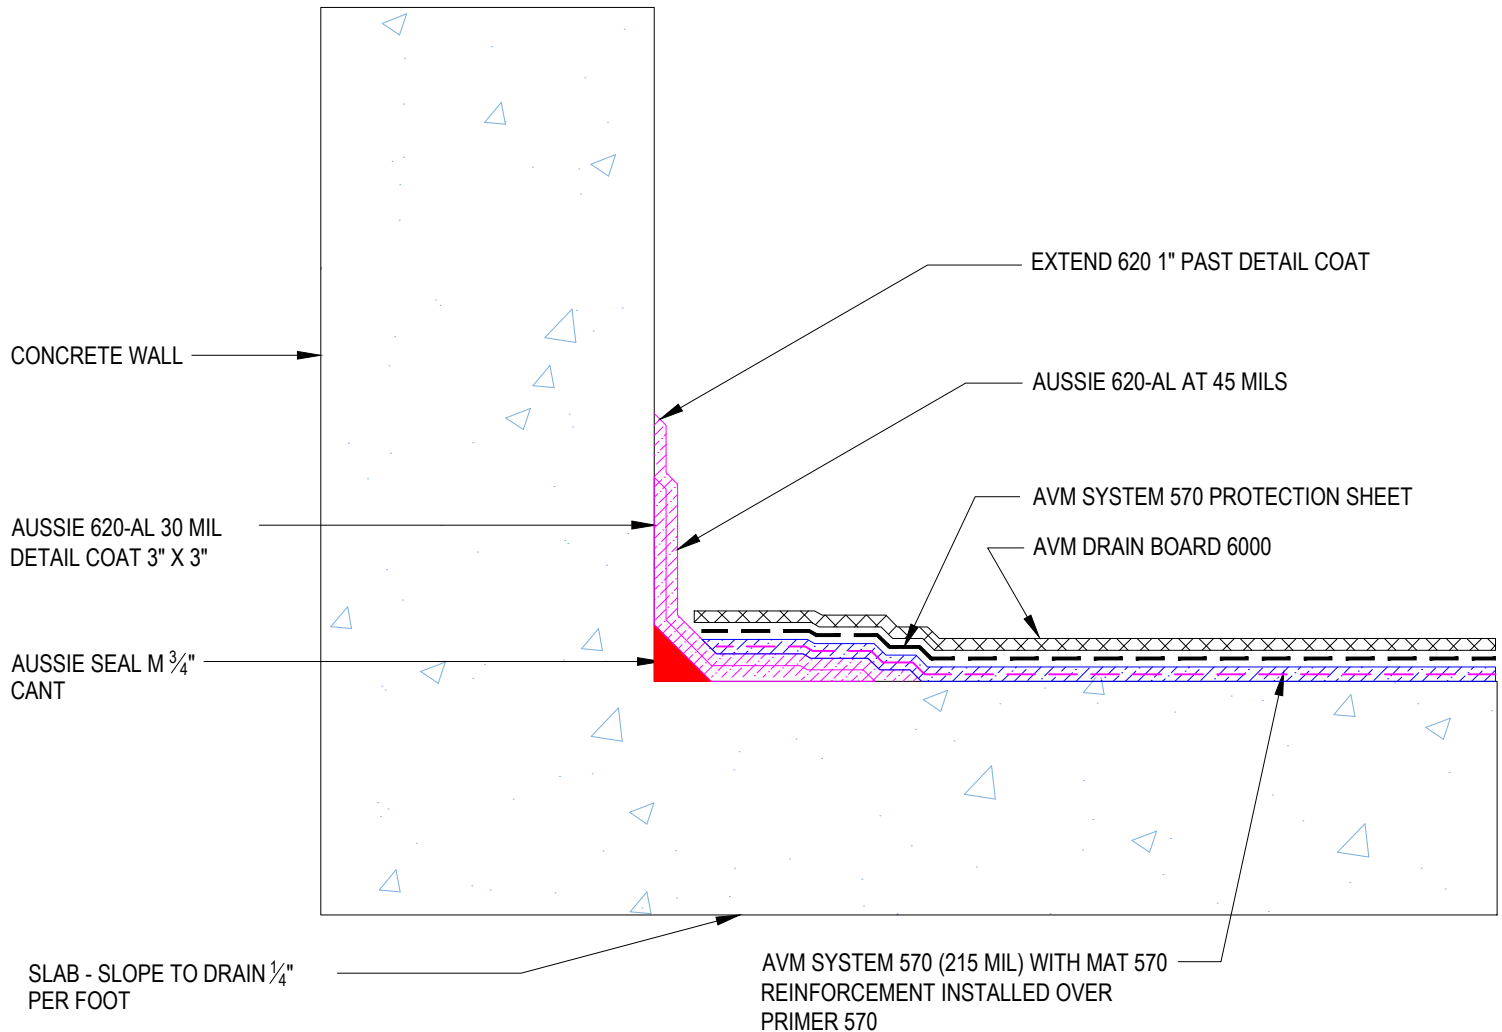 EXTEND 620 1" PAST DETAIL COAT
CONCRETE WALL
AUSSIE 620-AL AT 45 MILS
AVM SYSTEM 570 PROTECTION SHEET
AUSSIE 620-AL 30 MIL
DETAIL COAT 3" X 3"
AVM DRAIN BOARD 6000
AUSSIE SEAL M 3/4"
CANT
SLAB - SLOPE TO DRAIN 1/4"
PER FOOT
AVM SYSTEM 570 (215 MIL) WITH MAT 570
REINFORCEMENT INSTALLED OVER
PRIMER 570